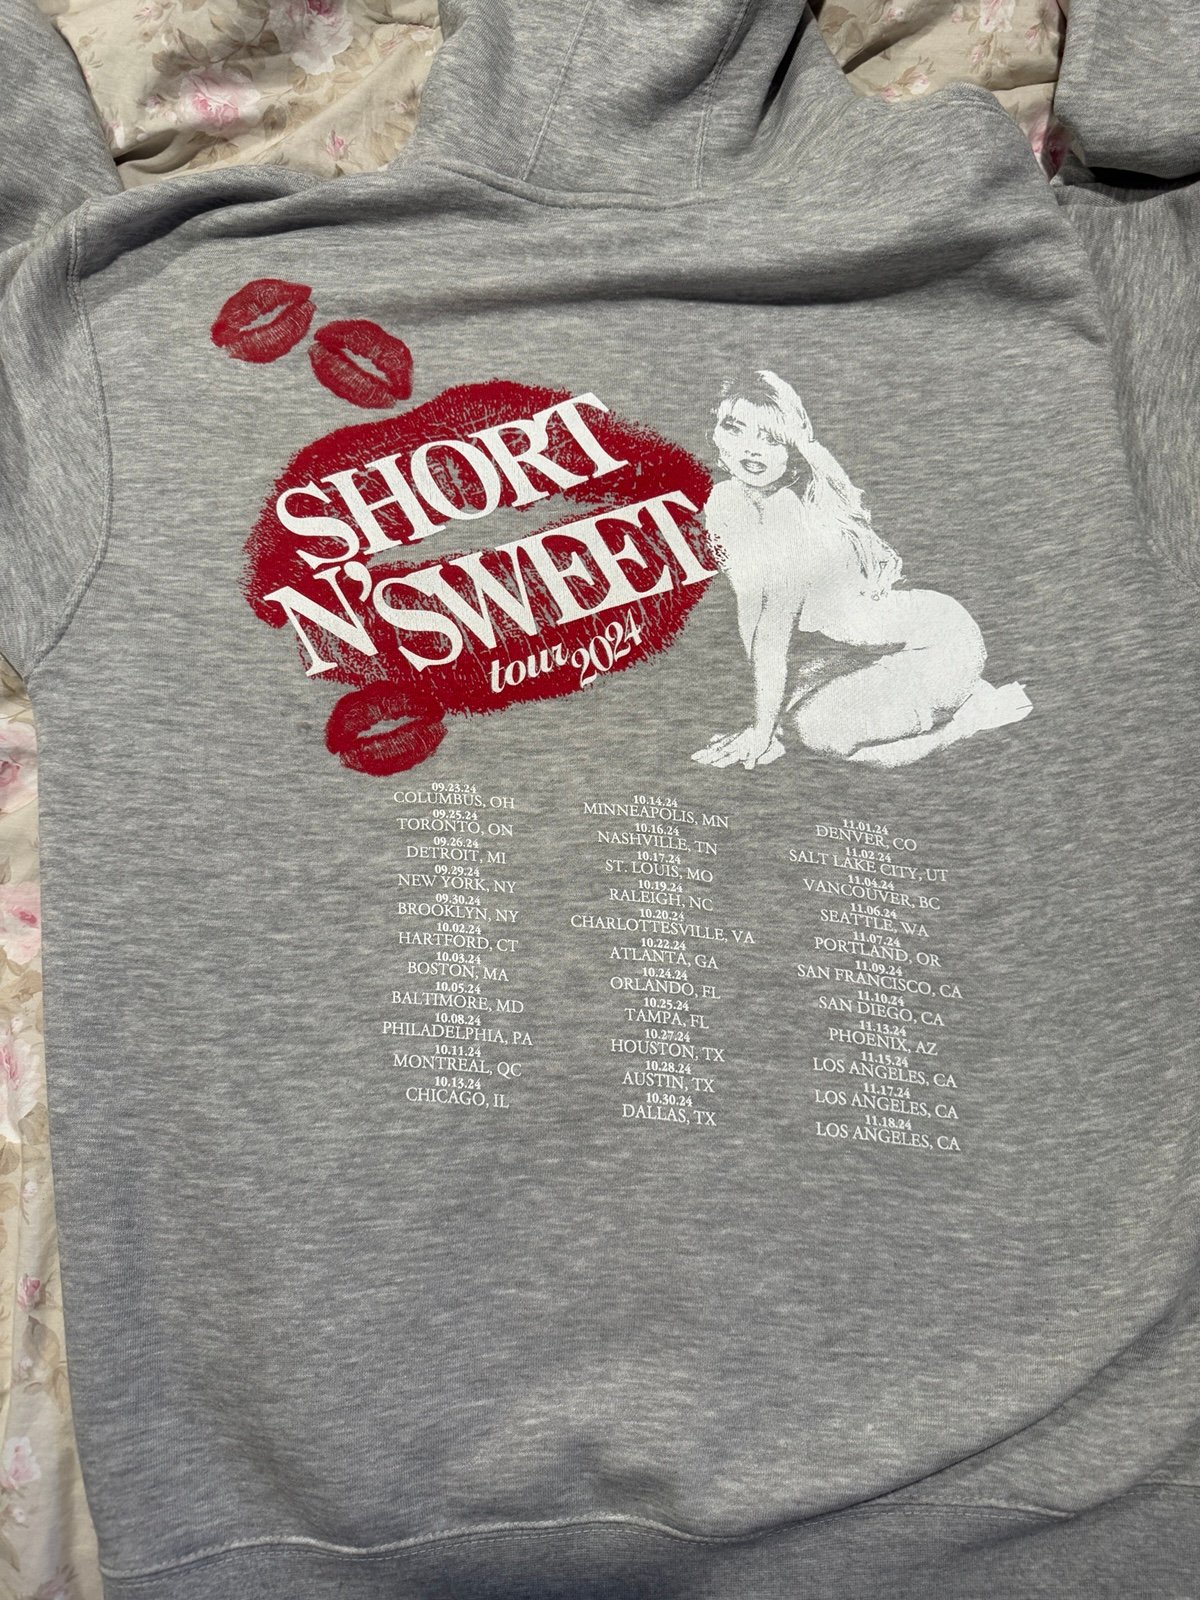 SHORT
N'SWEET
tour 2024
09.23.24
COLUMBUS, OH
09.25.24
TORONTO, ON
09.26.24
DETROIT, MI
09.29.24
NEW YORK, NY
09.30.24
BROOKLYN, NY
10.02.24
HARTFORD, CT
10.03.24
BOSTON, MA
10.05.24
BALTIMORE, MD
10.08.24
PHILADELPHIA, PA
10.11.24
MONTREAL, QC
10.13.24
CHICAGO, IL
10.14.24
MINNEAPOLIS, MN
10.16.24
NASHVILLE, TN
10.17.24
ST. LOUIS, MO
10.19.24
RALEIGH, NC
10.20.24
CHARLOTTESVILLE, VA
10.22.24
ATLANTA, GA
10.24.24
ORLANDO, FL
10.25.24
TAMPA, FL
10.27.24
HOUSTON, TX
10.28.24
AUSTIN, TX
10.30.24
DALLAS, TX
11.01.24
DENVER, CO
11.02.24
SALT LAKE CITY, UT
11.04.24
VANCOUVER, BC
11.06.24
SEATTLE, WA
11.07.24
PORTLAND, OR
11.09.24
SAN FRANCISCO, CA
11.10.24
SAN DIEGO, CA
11.13.24
PHOENIX, AZ
11.15.24
LOS ANGELES, CA
11.17.24
LOS ANGELES, CA
11.18.24
LOS ANGELES, CA